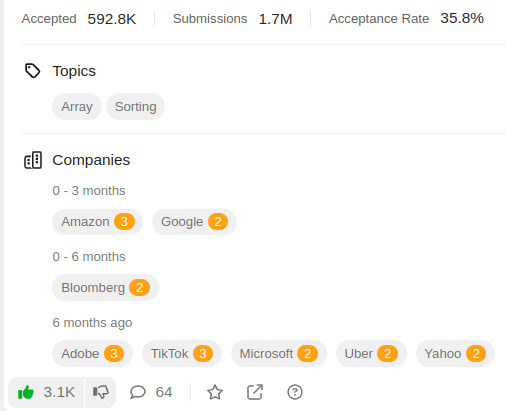 Accepted 592.8K Submissions 1.7M Acceptance Rate 35.8%
Topics
Array Sorting
Companies
0 - 3 months
Amazon 3 Google 2
0 - 6 months
Bloomberg 2
6 months ago
Adobe 3 TikTok 3 Microsoft 2 Uber 2 Yahoo 2
3.1K 64